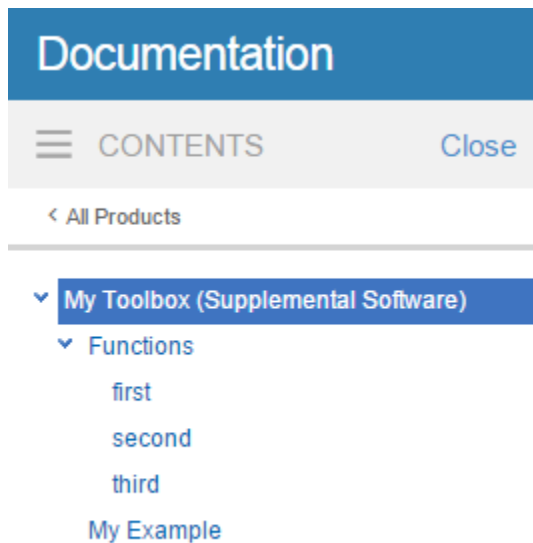 Documentation
CONTENTS Close
< All Products
My Toolbox (Supplemental Software)
Functions
first
second
third
My Example